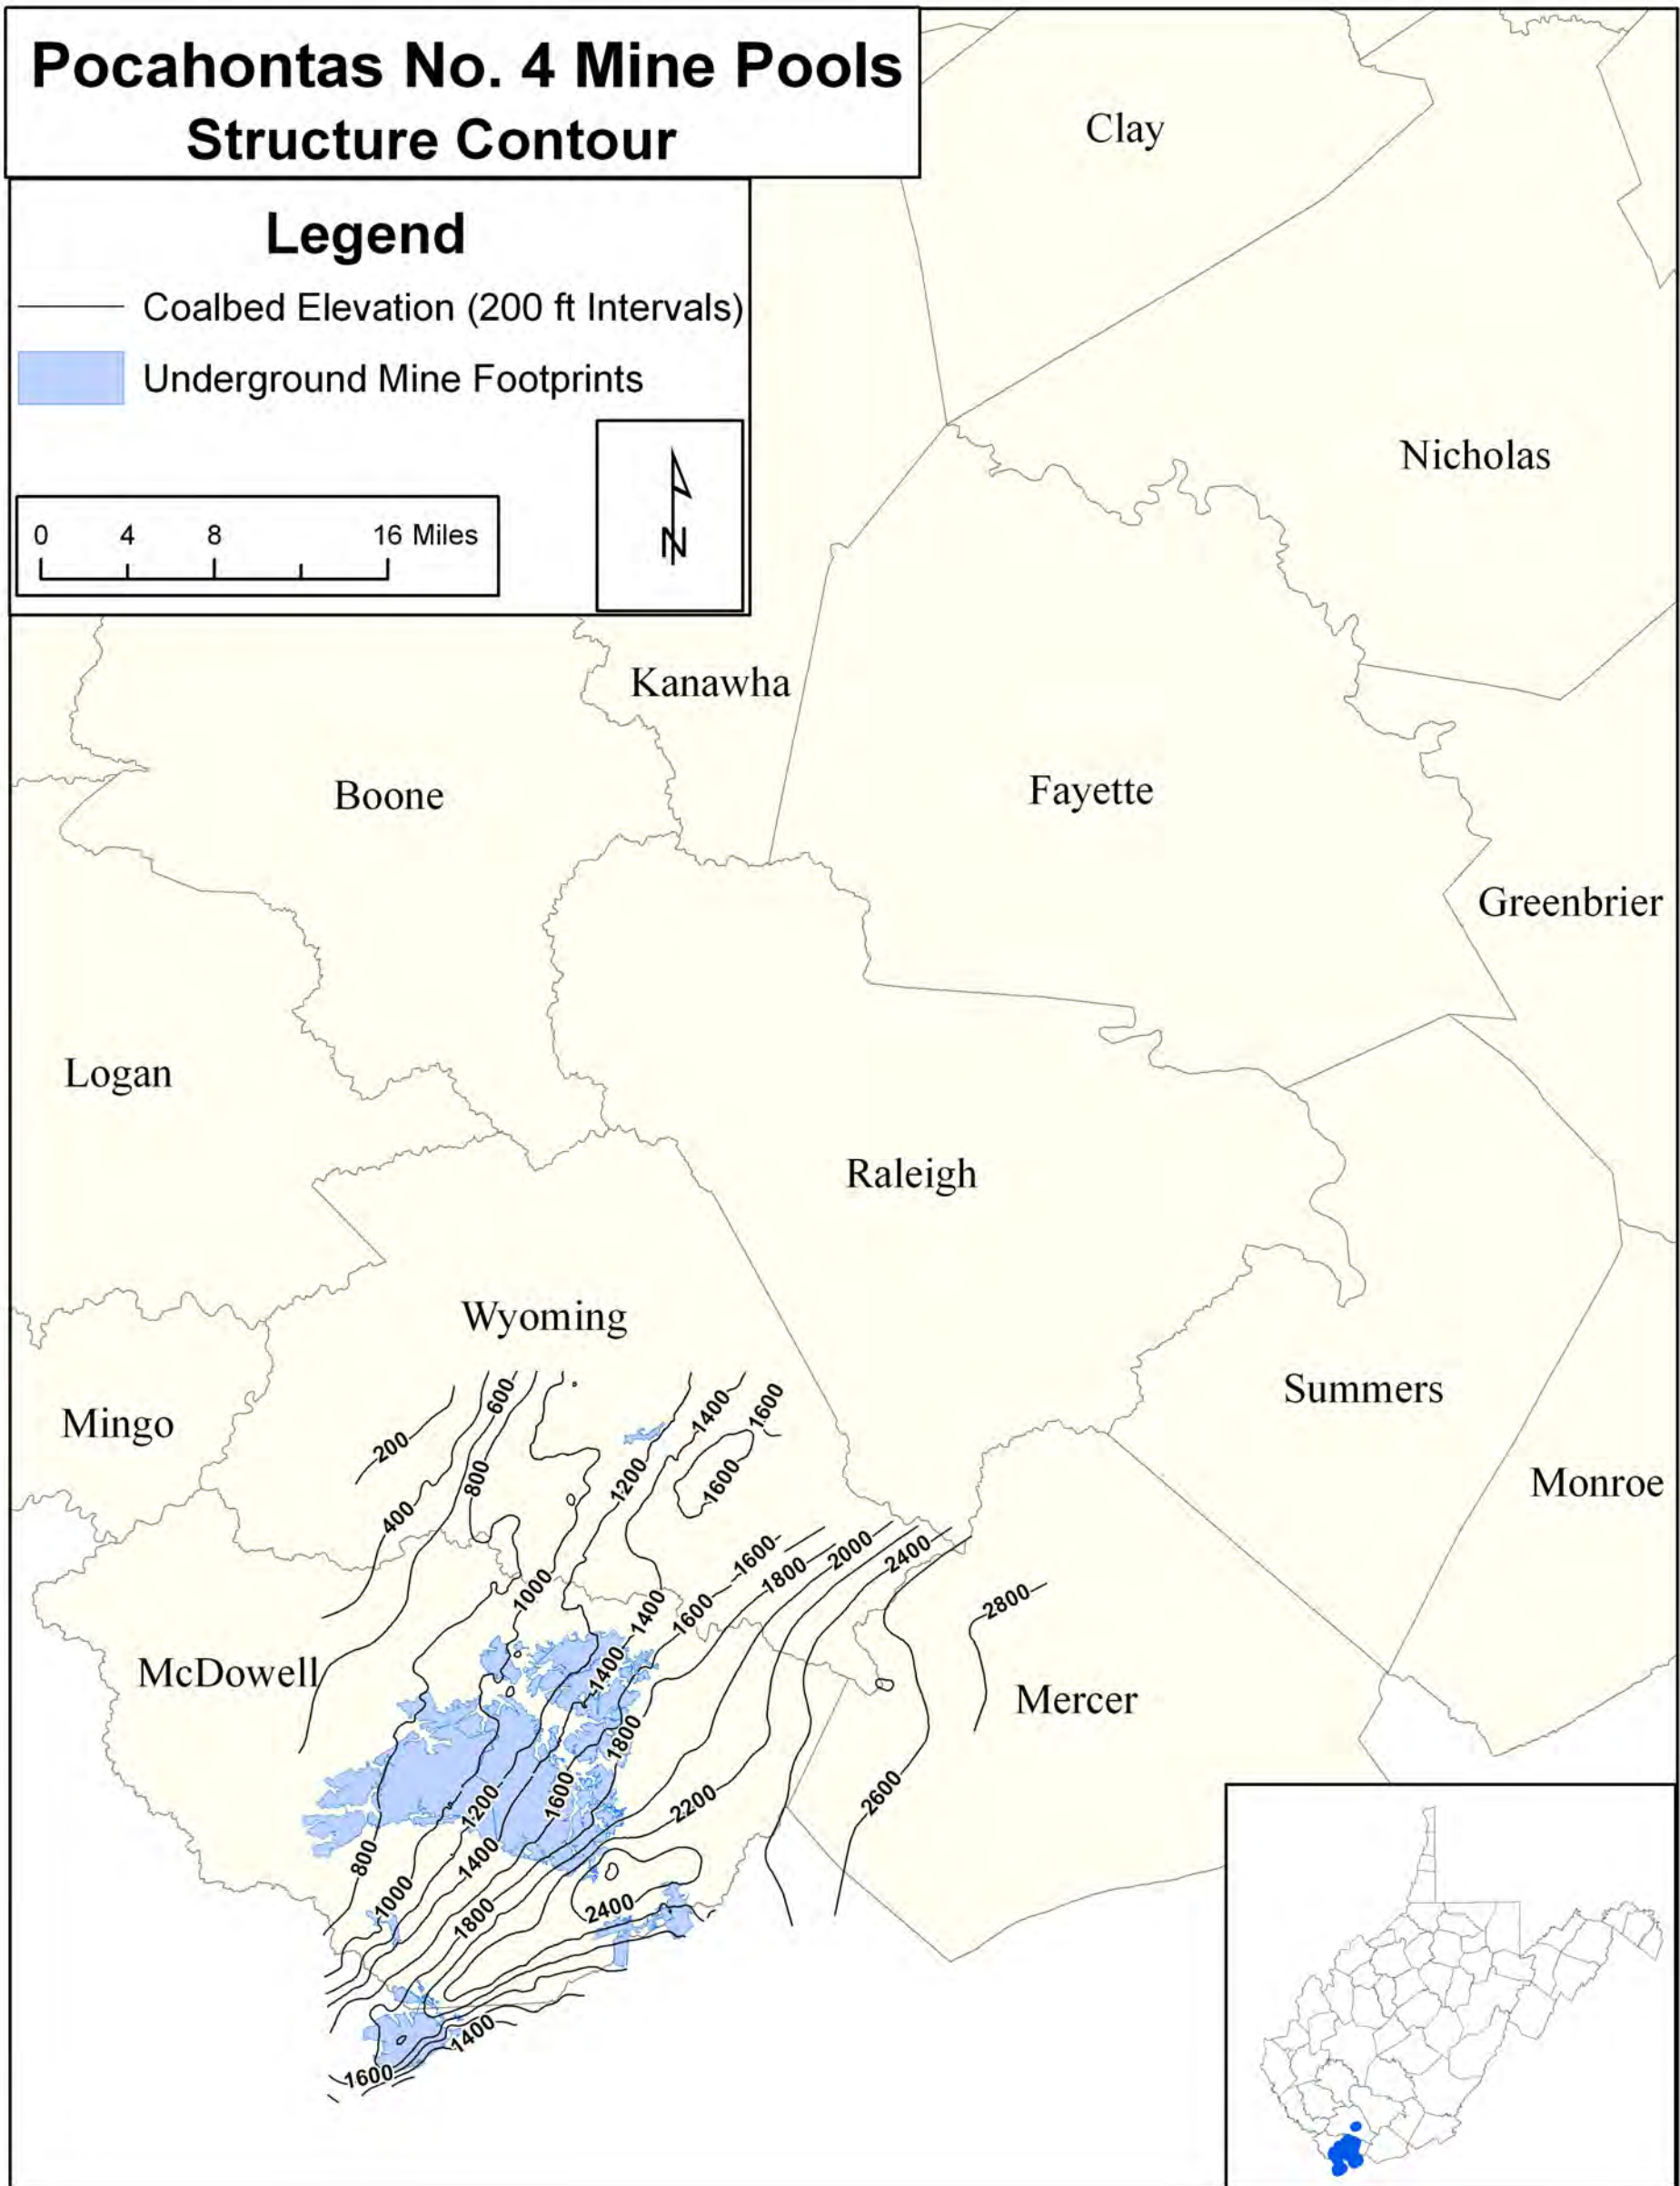 Pocahontas No. 4 Mine Pools
Structure Contour
Legend
Coalbed Elevation (200 ft Intervals)
Underground Mine Footprints
0 4 8 16 Miles
N
Clay
Nicholas
Kanawha
Boone
Fayette
Greenbrier
Logan
Raleigh
Wyoming
Summers
Mingo
Monroe
McDowell
Mercer
200
400
600
800
1000
1200
1400
1600
1600
1600
1600
1800
2000
2400
2800
1400
1400
1800
1600
1200
1400
2200
2600
800
1000
1800
2400
1400
1600